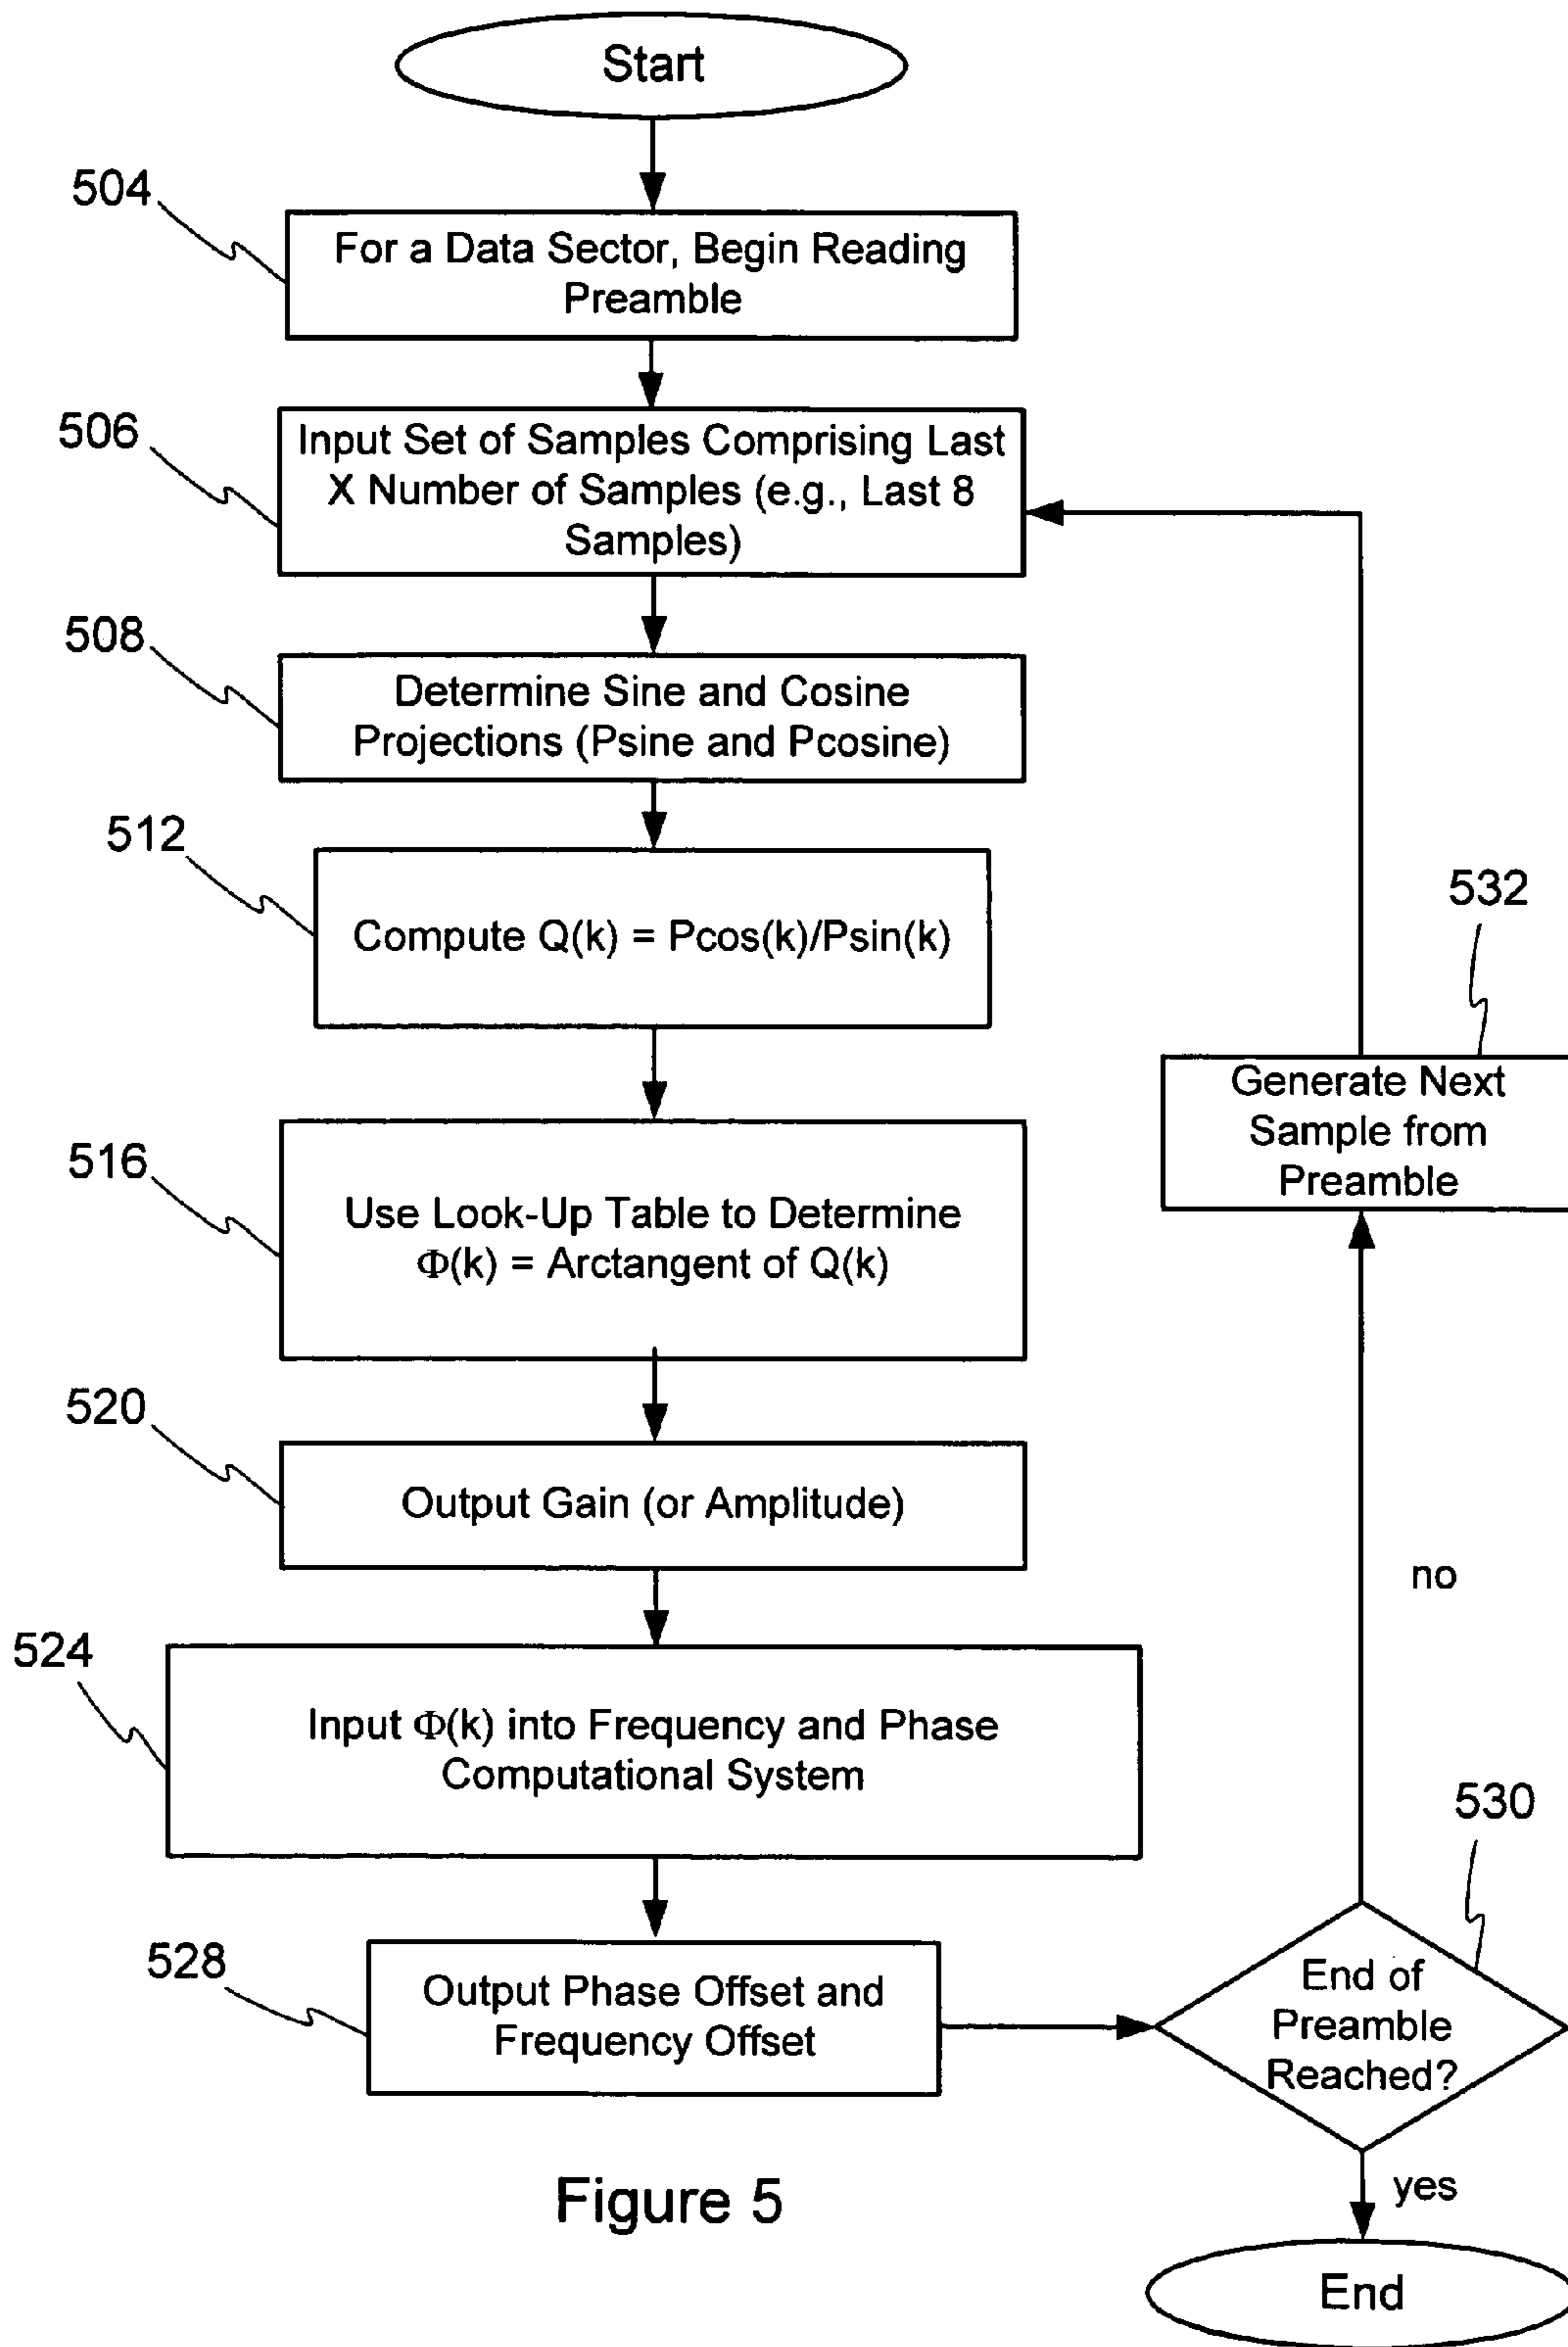 Start
504
For a Data Sector, Begin Reading
Preamble
506
Input Set of Samples Comprising Last
X Number of Samples (e.g., Last 8
Samples)
508
Determine Sine and Cosine
Projections (Psine and Pcosine)
512
Compute Q(k) = Pcos(k)/Psin(k)
532
Generate Next
Sample from
Preamble
516
Use Look-Up Table to Determine
Φ(k) = Arctangent of Q(k)
520
Output Gain (or Amplitude)
no
524
Input Φ(k) into Frequency and Phase
Computational System
530
528
Output Phase Offset and
Frequency Offset
End of
Preamble
Reached?
yes
Figure 5
End